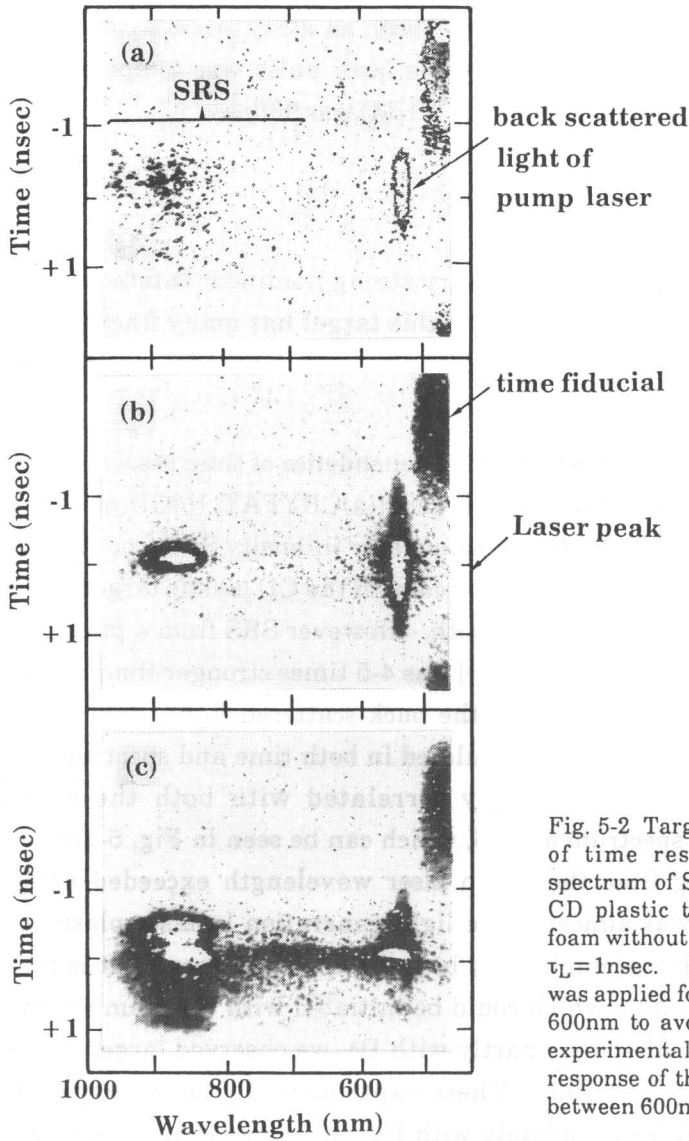 (a)
SRS
-1
+1
Time (nsec)
back scattered
light of
pump laser
(b)
time fiducial
-1
+1
Time (nsec)
Laser peak
(c)
-1
+1
Time (nsec)
1000 800 600
Wavelength (nm)
Fig. 5-2 Targ
of time res
spectrum of S
CD plastic t
foam without
τL=1nsec.
was applied fo
600nm to avo
experimental
response of th
between 600n